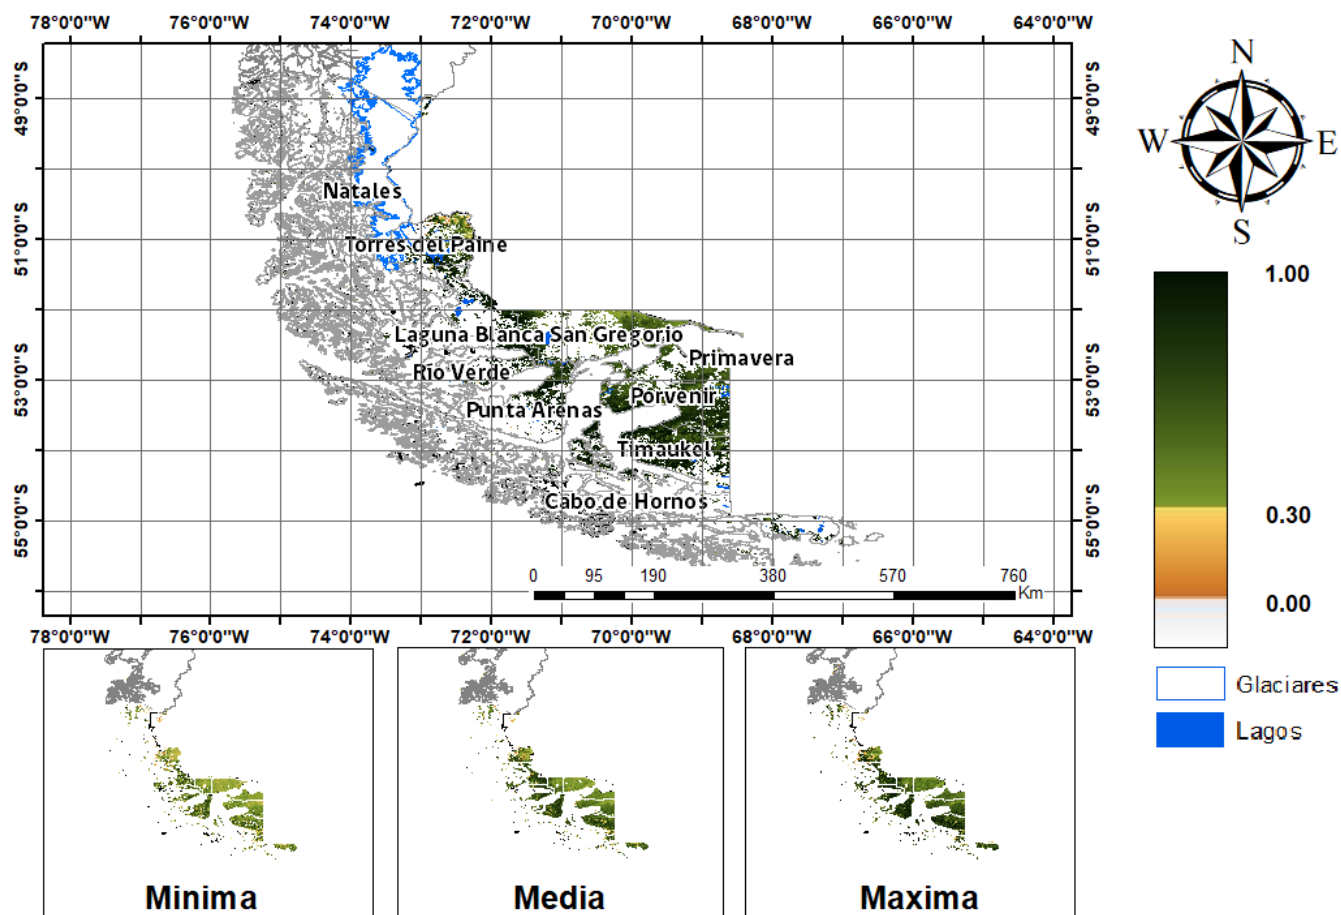 78°0'0"W 76°0'0"W 74°0'0"W 72°0'0"W 70°0'0"W 68°0'0"W 66°0'0"W 64°0'0"W
49°0'0"S 49°0'0"S
51°0'0"S 51°0'0"S
53°0'0"S 53°0'0"S
55°0'0"S 55°0'0"S
Natales
Torres del Paine
Laguna Blanca San Gregorio
Primavera
Río Verde
Porvenir
Punta Arenas
Timaukel
Cabo de Hornos
0 95 190 380 570 760
Km
78°0'0"W 76°0'0"W 74°0'0"W 72°0'0"W 70°0'0"W 68°0'0"W 66°0'0"W 64°0'0"W
N
W E
S
1.00
0.30
0.00
Glaciares
Lagos
Minima Media Maxima